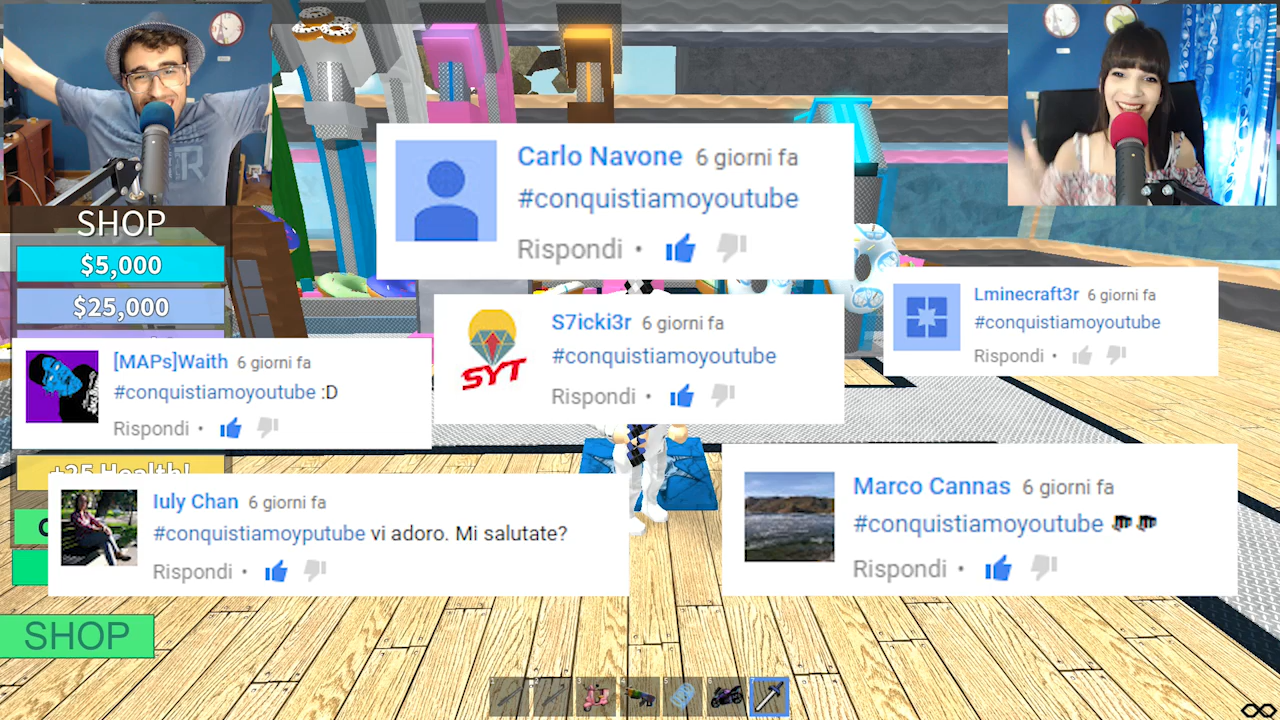 SHOP
$5,000
$25,000
Carlo Navone 6 giorni fa
#conquistiamoyoutube
Rispondi •
Lminecraft3r 6 giorni fa
#conquistiamoyoutube
Rispondi •
S7icki3r 6 giorni fa
#conquistiamoyoutube
Rispondi •
SYT
[MAPs]Waith 6 giorni fa
#conquistiamoyoutube :D
Rispondi •
+25 Health!
Iuly Chan 6 giorni fa
#conquistiamoyputube vi adoro. Mi salutate?
Rispondi •
Marco Cannas 6 giorni fa
#conquistiamoyoutube
Rispondi •
SHOP